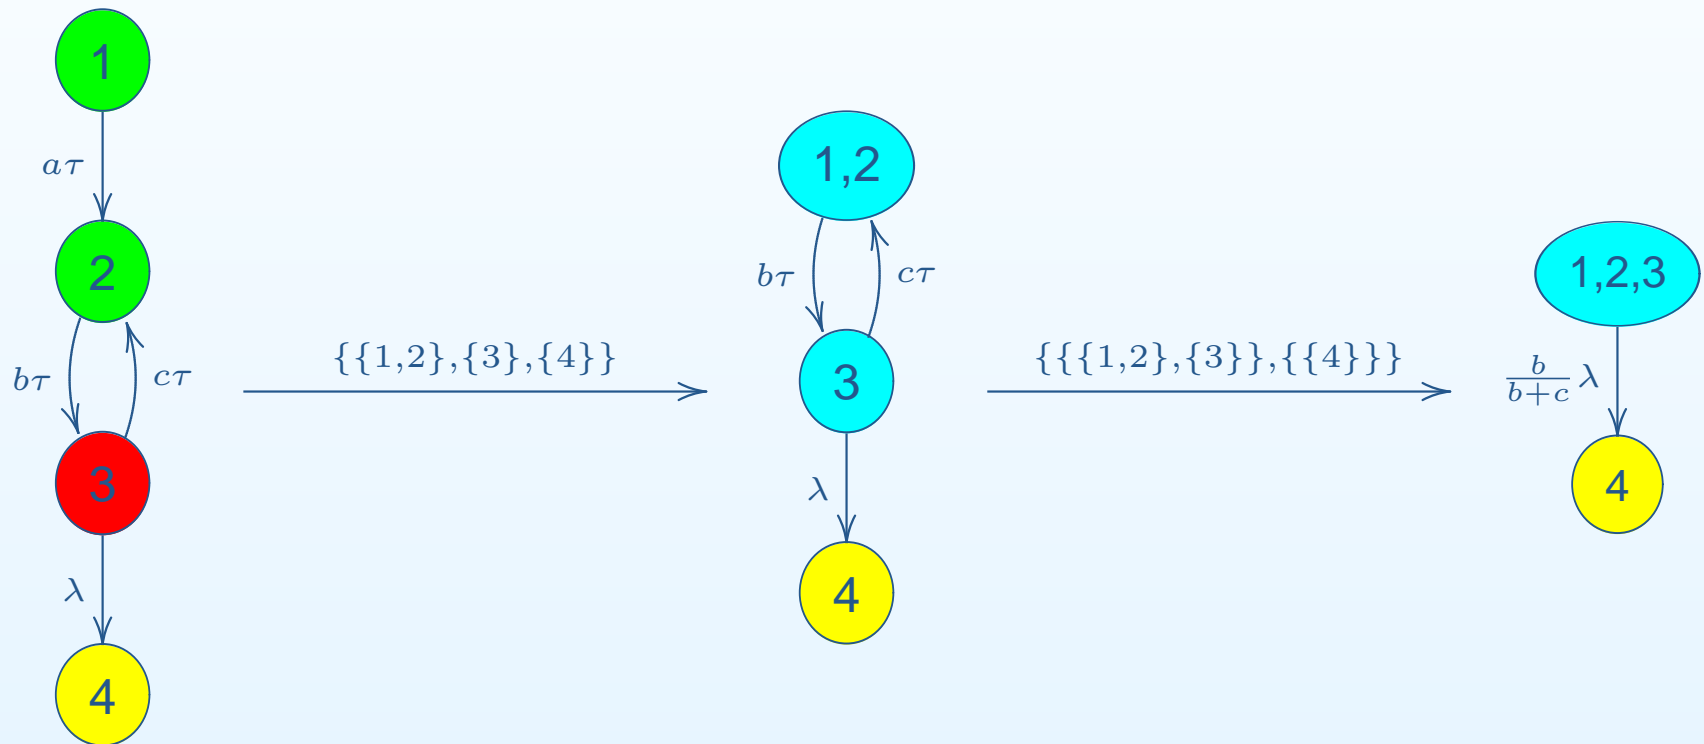 1
aτ
2
bτ
cτ
3
λ
4
{{1,2},{3},{4}}
1,2
bτ
cτ
3
λ
4
{{{1,2},{3}},{{4}}}
1,2,3
b/(b+c) λ
4